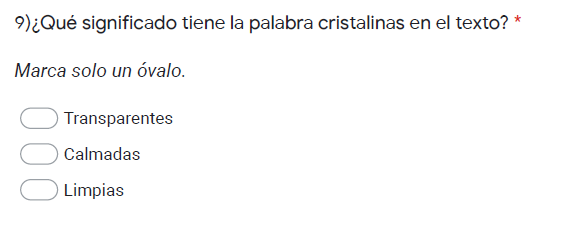 9)¿Qué significado tiene la palabra cristalinas en el texto? *
Marca solo un óvalo.
Transparentes
Calmadas
Limpias